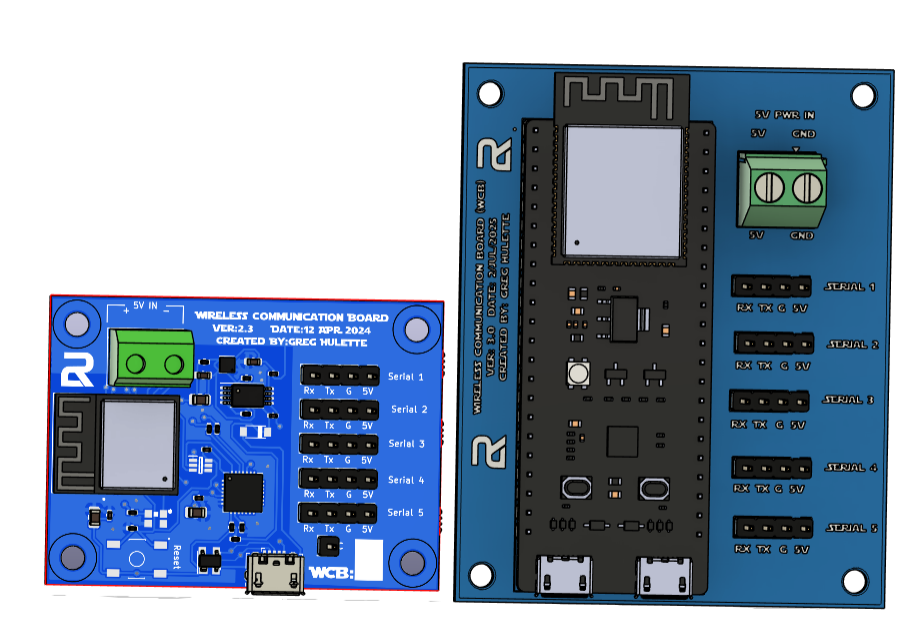 5V IN
+ -
WIRELESS COMMUNICATION BOARD
VER:2.3 DATE:12 APR 2024
CREATED BY:GREG HULETTE
R
Serial 1
Rx Tx G 5V
Serial 2
Rx Tx G 5V
Serial 3
Rx Tx G 5V
Serial 4
Rx Tx G 5V
Serial 5
Rx Tx G 5V
Reset
WCB:
R
WIRELESS COMMUNICATION BOARD (WCB)
VER: 3.0 DATE: 2 JUL 2025
CREATED BY: GREG HULETTE
R
5V PWR IN
5V GND
5V GND
SERIAL 1
RX TX G 5V
SERIAL 2
RX TX G 5V
SERIAL 3
RX TX G 5V
SERIAL 4
RX TX G 5V
SERIAL 5
RX TX G 5V